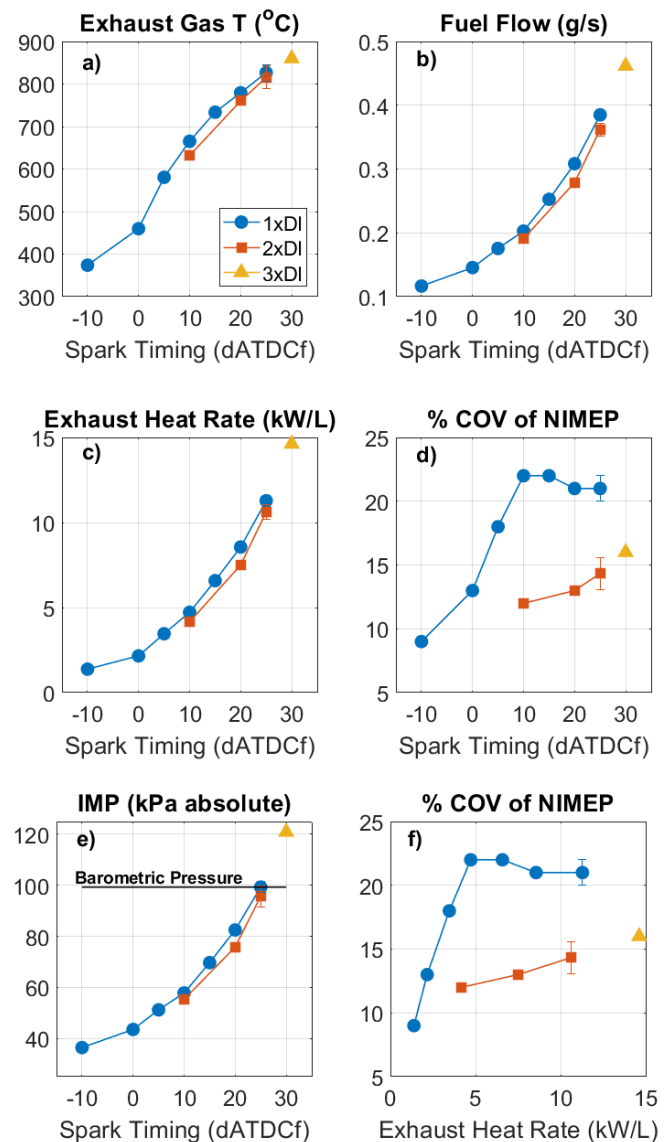 Exhaust Gas T (°C)
a)
900
800
700
600
500
400
300
1xDI
2xDI
3xDI
-10 0 10 20 30
Spark Timing (dATDCf)
Fuel Flow (g/s)
b)
0.5
0.4
0.3
0.2
0.1
-10 0 10 20 30
Spark Timing (dATDCf)
Exhaust Heat Rate (kW/L)
c)
15
10
5
0
-10 0 10 20 30
Spark Timing (dATDCf)
% COV of NIMEP
d)
25
20
15
10
5
-10 0 10 20 30
Spark Timing (dATDCf)
IMP (kPa absolute)
e)
120
Barometric Pressure
100
80
60
40
-10 0 10 20 30
Spark Timing (dATDCf)
% COV of NIMEP
f)
25
20
15
10
5
0 5 10 15
Exhaust Heat Rate (kW/L)